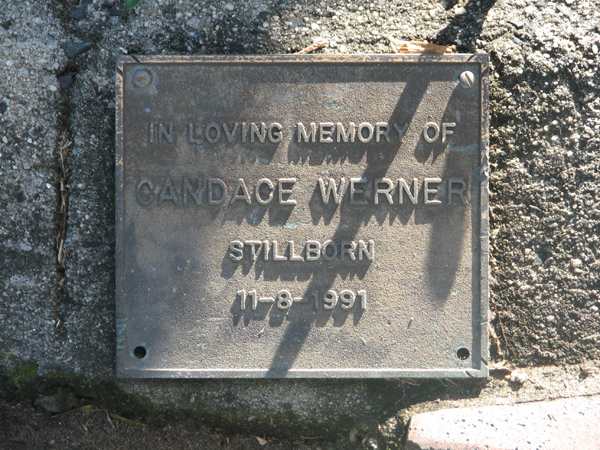 IN LOVING MEMORY OF
CANDACE WERNER
STILLBORN
11-8-1991